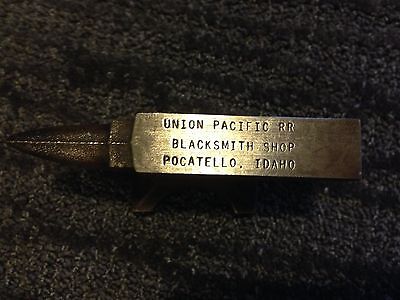 UNION PACIFIC RR
BLACKSMITH SHOP
POCATELLO, IDAHO